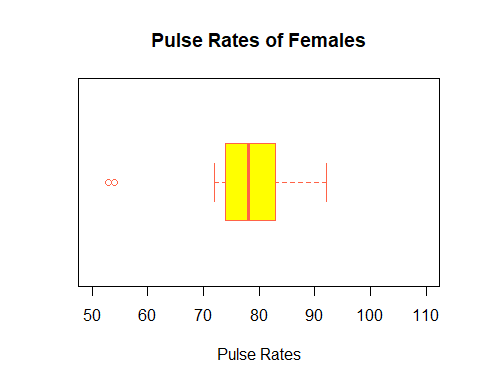 Pulse Rates of Females
50 60 70 80 90 100 110
Pulse Rates